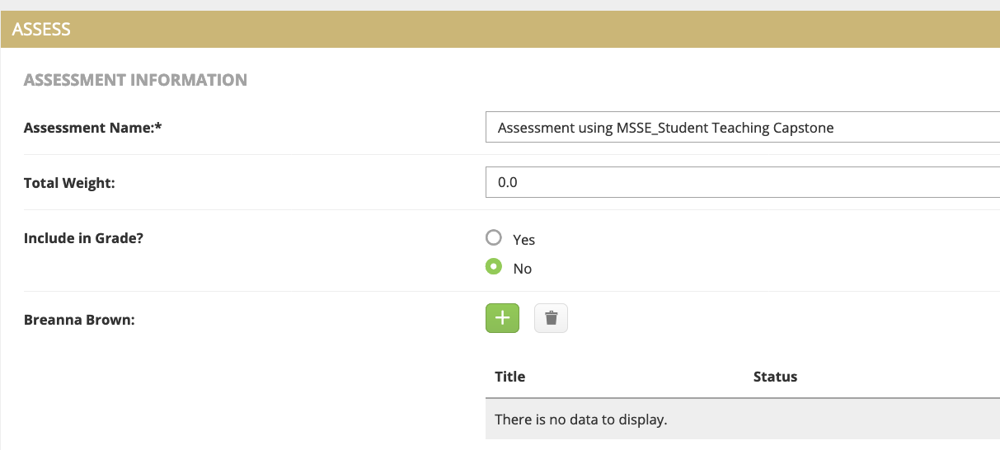 ASSESS
ASSESSMENT INFORMATION
Assessment Name:* Assessment using MSSE_Student Teaching Capstone
Total Weight: 0.0
Include in Grade? Yes
No
Breanna Brown:
Title Status
There is no data to display.